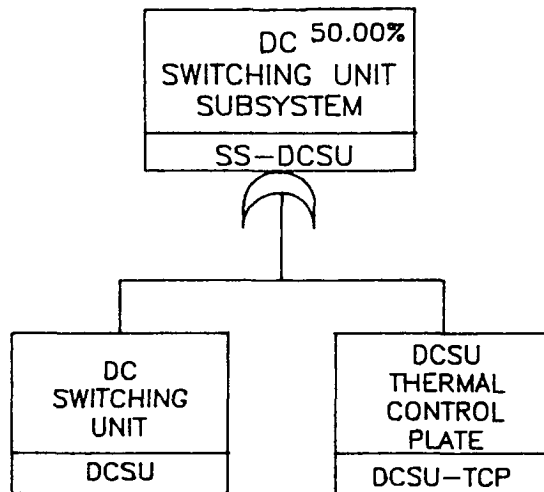 DC 50.00%
SWITCHING UNIT
SUBSYSTEM
SS-DCSU
DC
SWITCHING
UNIT
DCSU
DCSU
THERMAL
CONTROL
PLATE
DCSU-TCP